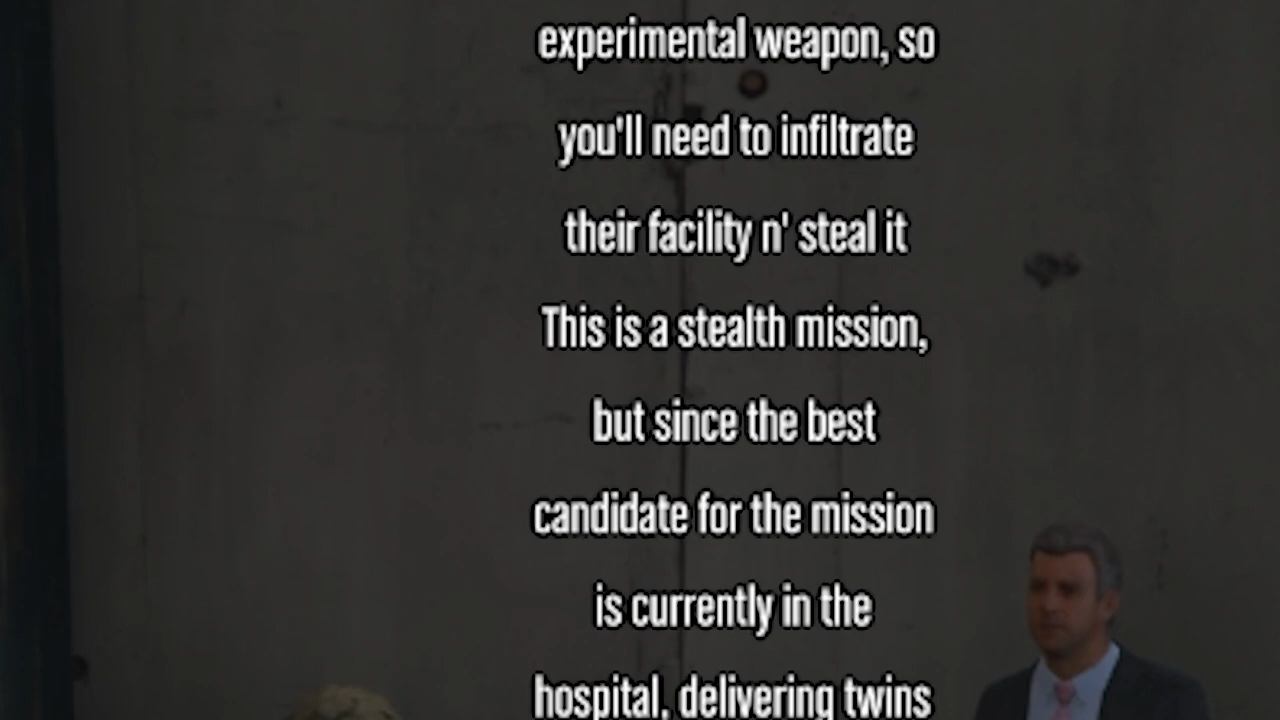 experimental weapon, so
you'll need to infiltrate
their facility n' steal it
This is a stealth mission,
but since the best
candidate for the mission
is currently in the
hospital, delivering twins